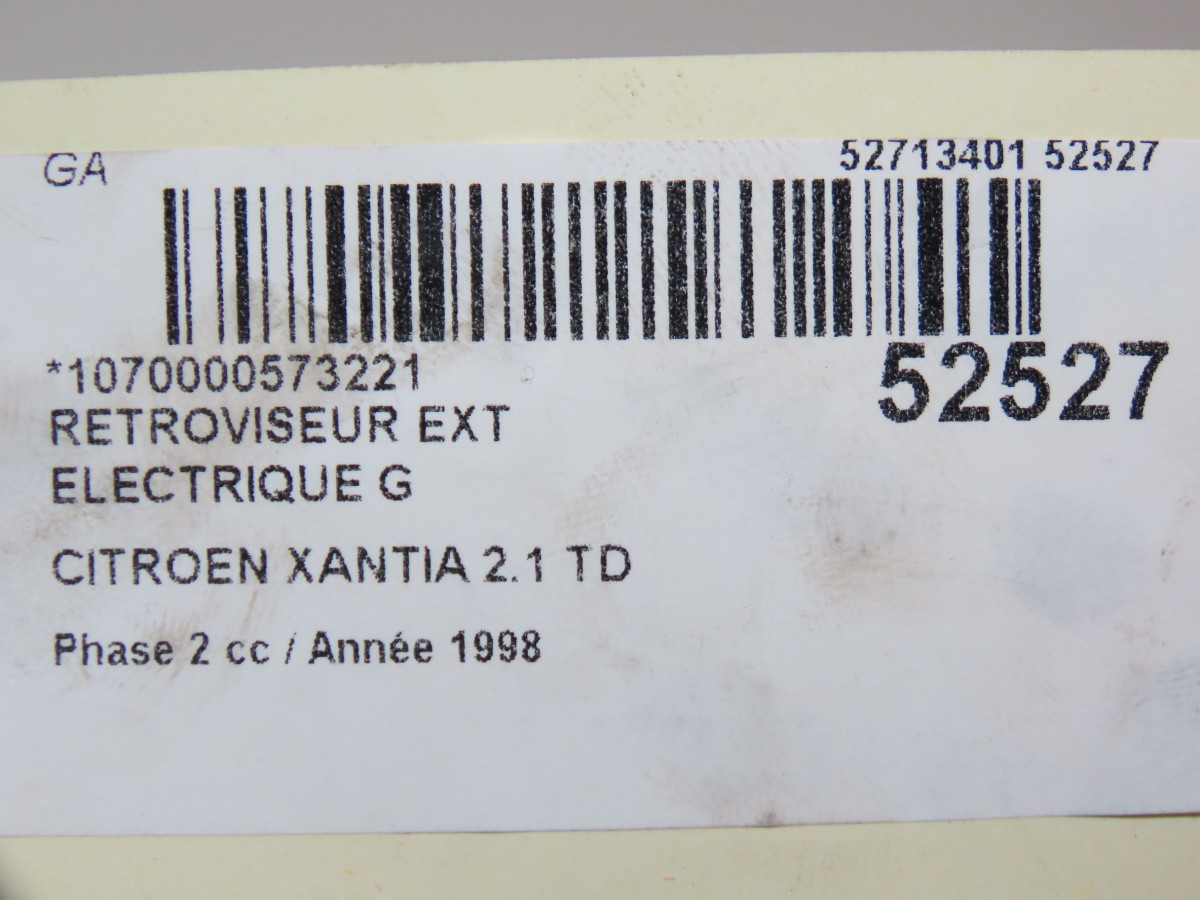 GA
52713401 52527
*1070000573221
52527
RETROVISEUR EXT
ELECTRIQUE G
CITROEN XANTIA 2.1 TD
Phase 2 cc / Année 1998